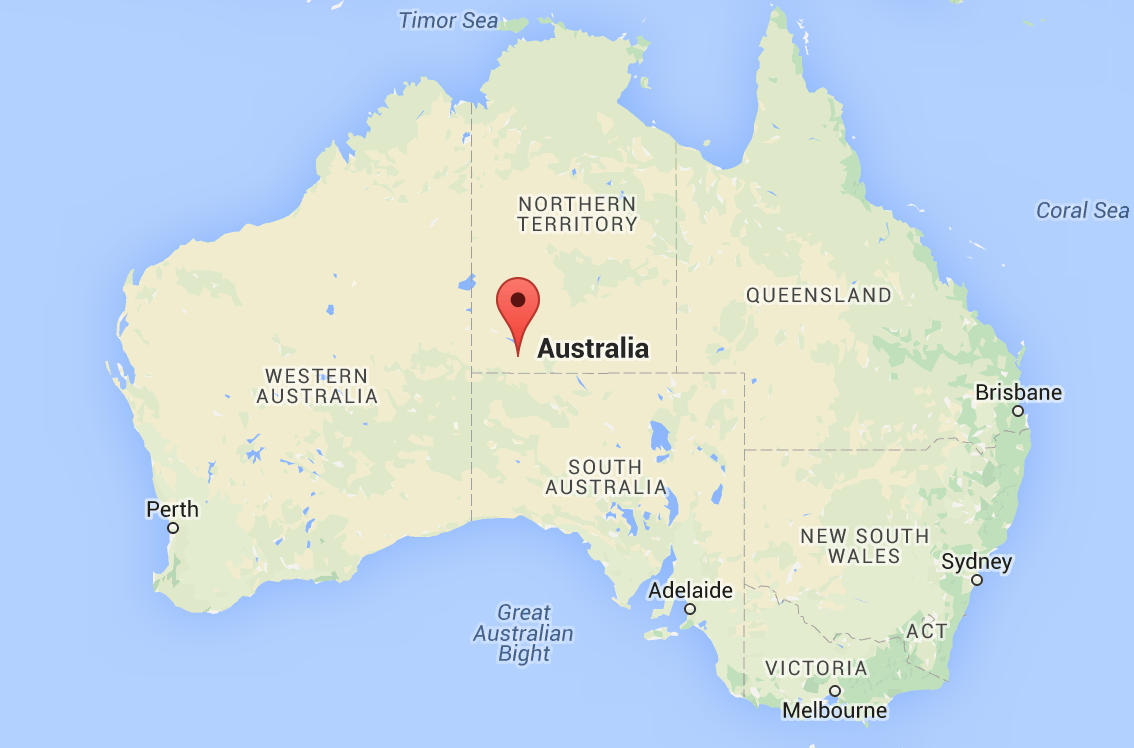 Timor Sea
NORTHERN
TERRITORY
Coral Sea
QUEENSLAND
Australia
WESTERN
AUSTRALIA
Brisbane
SOUTH
AUSTRALIA
Perth
NEW SOUTH
WALES
Sydney
Adelaide
Great
Australian
Bight
ACT
VICTORIA
Melbourne